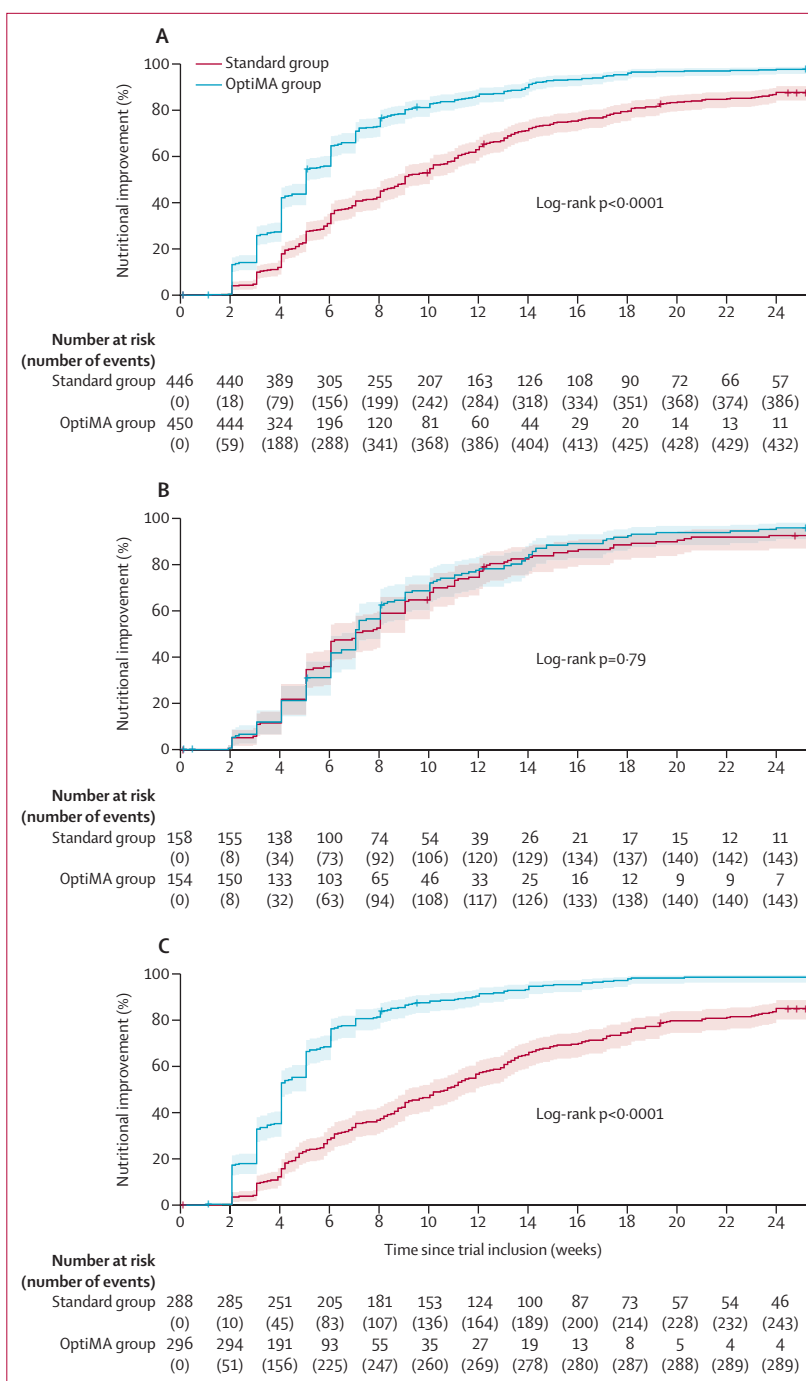 A
Standard group
OptiMA group
100
80
60
40
20
0
Nutritional improvement (%)
Log-rank p<0·0001
0 2 4 6 8 10 12 14 16 18 20 22 24
Number at risk
(number of events)
Standard group 446 440 389 305 255 207 163 126 108 90 72 66 57
(0) (18) (79) (156) (199) (242) (284) (318) (334) (351) (368) (374) (386)
OptiMA group 450 444 324 196 120 81 60 44 29 20 14 13 11
(0) (59) (188) (288) (341) (368) (386) (404) (413) (425) (428) (429) (432)
B
100
80
60
40
20
0
Nutritional improvement (%)
Log-rank p=0·79
0 2 4 6 8 10 12 14 16 18 20 22 24
Number at risk
(number of events)
Standard group 158 155 138 100 74 54 39 26 21 17 15 12 11
(0) (8) (34) (73) (92) (106) (120) (129) (134) (137) (140) (142) (143)
OptiMA group 154 150 133 103 65 46 33 25 16 12 9 9 7
(0) (8) (32) (63) (94) (108) (117) (126) (133) (138) (140) (140) (143)
C
100
80
60
40
20
0
Nutritional improvement (%)
Log-rank p<0·0001
0 2 4 6 8 10 12 14 16 18 20 22 24
Time since trial inclusion (weeks)
Number at risk
(number of events)
Standard group 288 285 251 205 181 153 124 100 87 73 57 54 46
(0) (10) (45) (83) (107) (136) (164) (189) (200) (214) (228) (232) (243)
OptiMA group 296 294 191 93 55 35 27 19 13 8 5 4 4
(0) (51) (156) (225) (247) (260) (269) (278) (280) (287) (288) (289) (289)